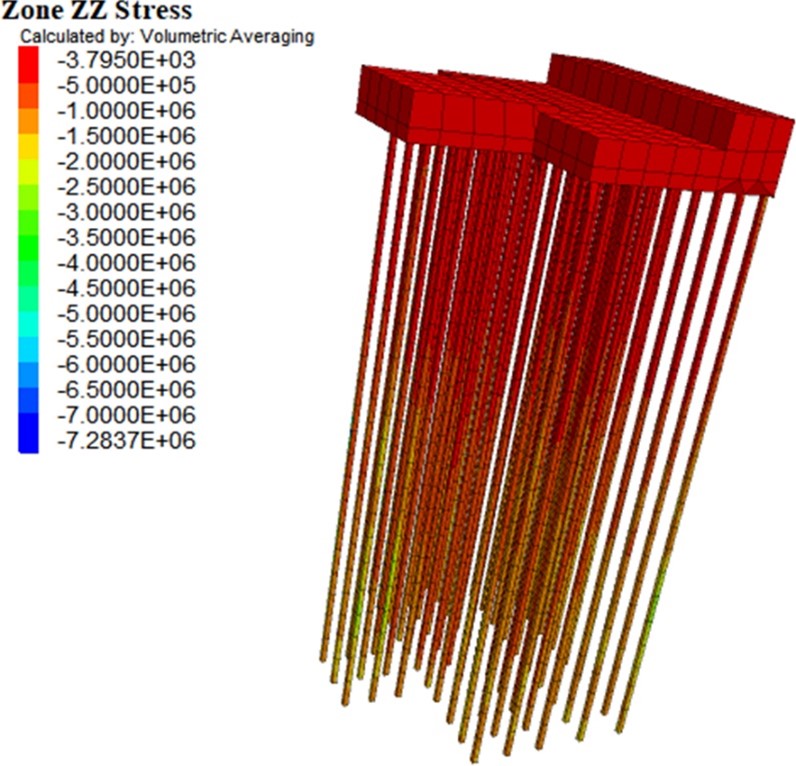 Zone ZZ Stress
Calculated by: Volumetric Averaging
-3.7950E+03
-5.0000E+05
-1.0000E+06
-1.5000E+06
-2.0000E+06
-2.5000E+06
-3.0000E+06
-3.5000E+06
-4.0000E+06
-4.5000E+06
-5.0000E+06
-5.5000E+06
-6.0000E+06
-6.5000E+06
-7.0000E+06
-7.2837E+06